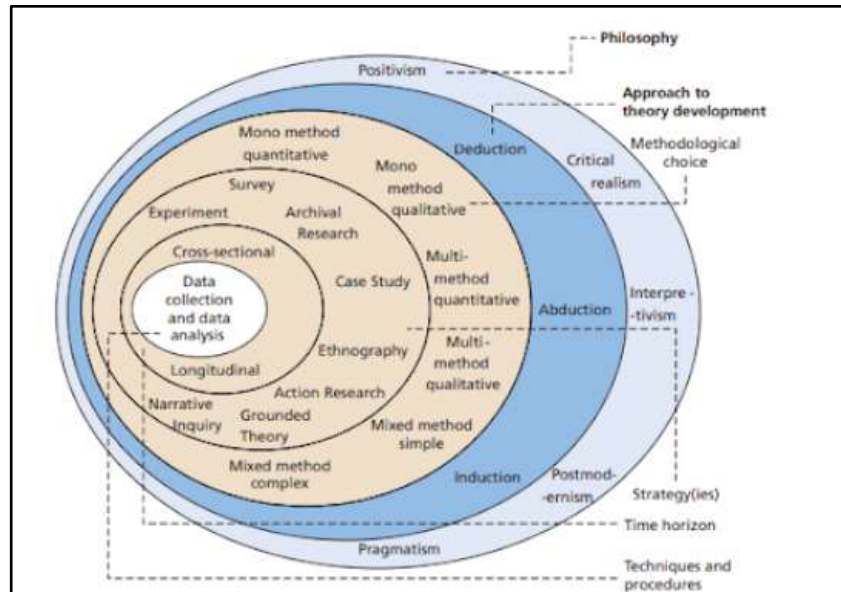 Philosophy
Positivism
Approach to
theory development
Mono method
quantitative
Deduction
Methodological
choice
Mono
method
qualitative
Critical
realism
Survey
Experiment
Archival
Research
Cross-sectional
Multi-
method
quantitative
Data
collection
and data
analysis
Case Study
Abduction
Interpre-
-tivism
Ethnography
Multi-
method
qualitative
Longitudinal
Action Research
Narrative
Inquiry
Grounded
Theory
Mixed method
simple
Mixed method
complex
Induction
Postmod-
-ernism
Strategy(ies)
Time horizon
Pragmatism
Techniques and
procedures